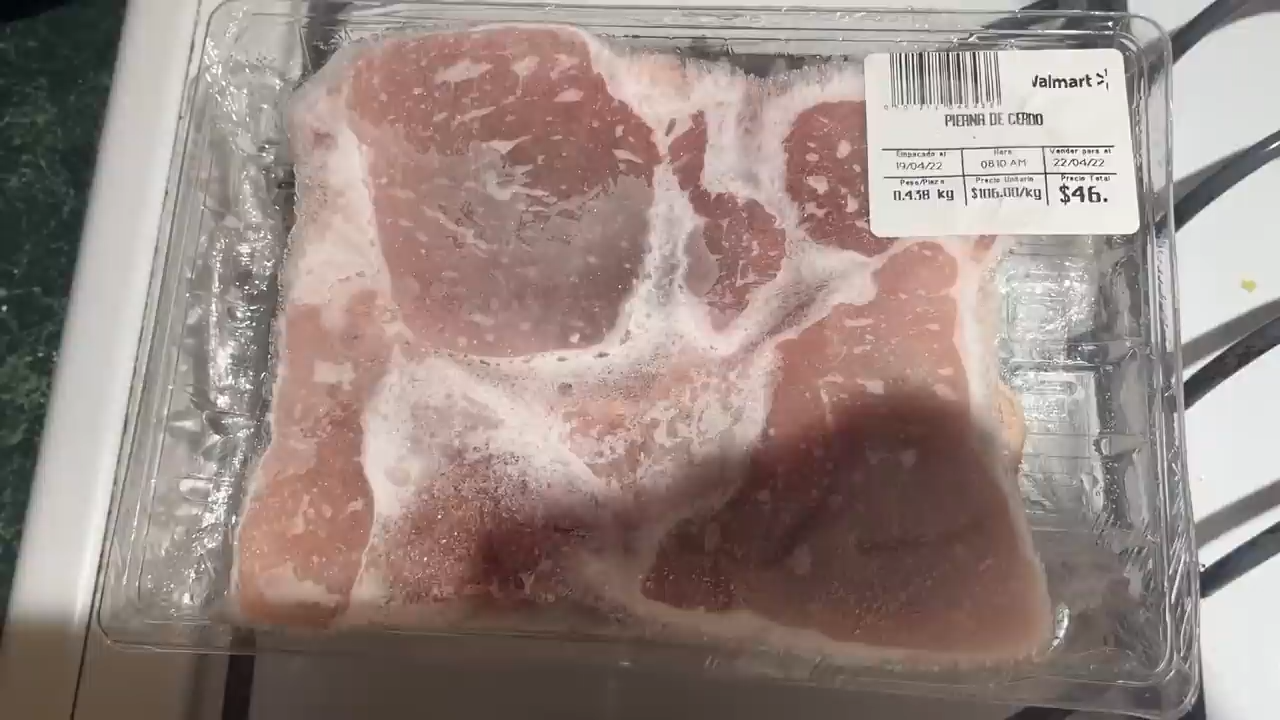 Walmart
PIERNA DE CERDO
Empacado el
Hora
Vender para el
19/04/22
08:10 AM
22/04/22
Peso/Pieza
Precio Unitario
Precio Total
0.438 kg
$106.00/kg
$46.